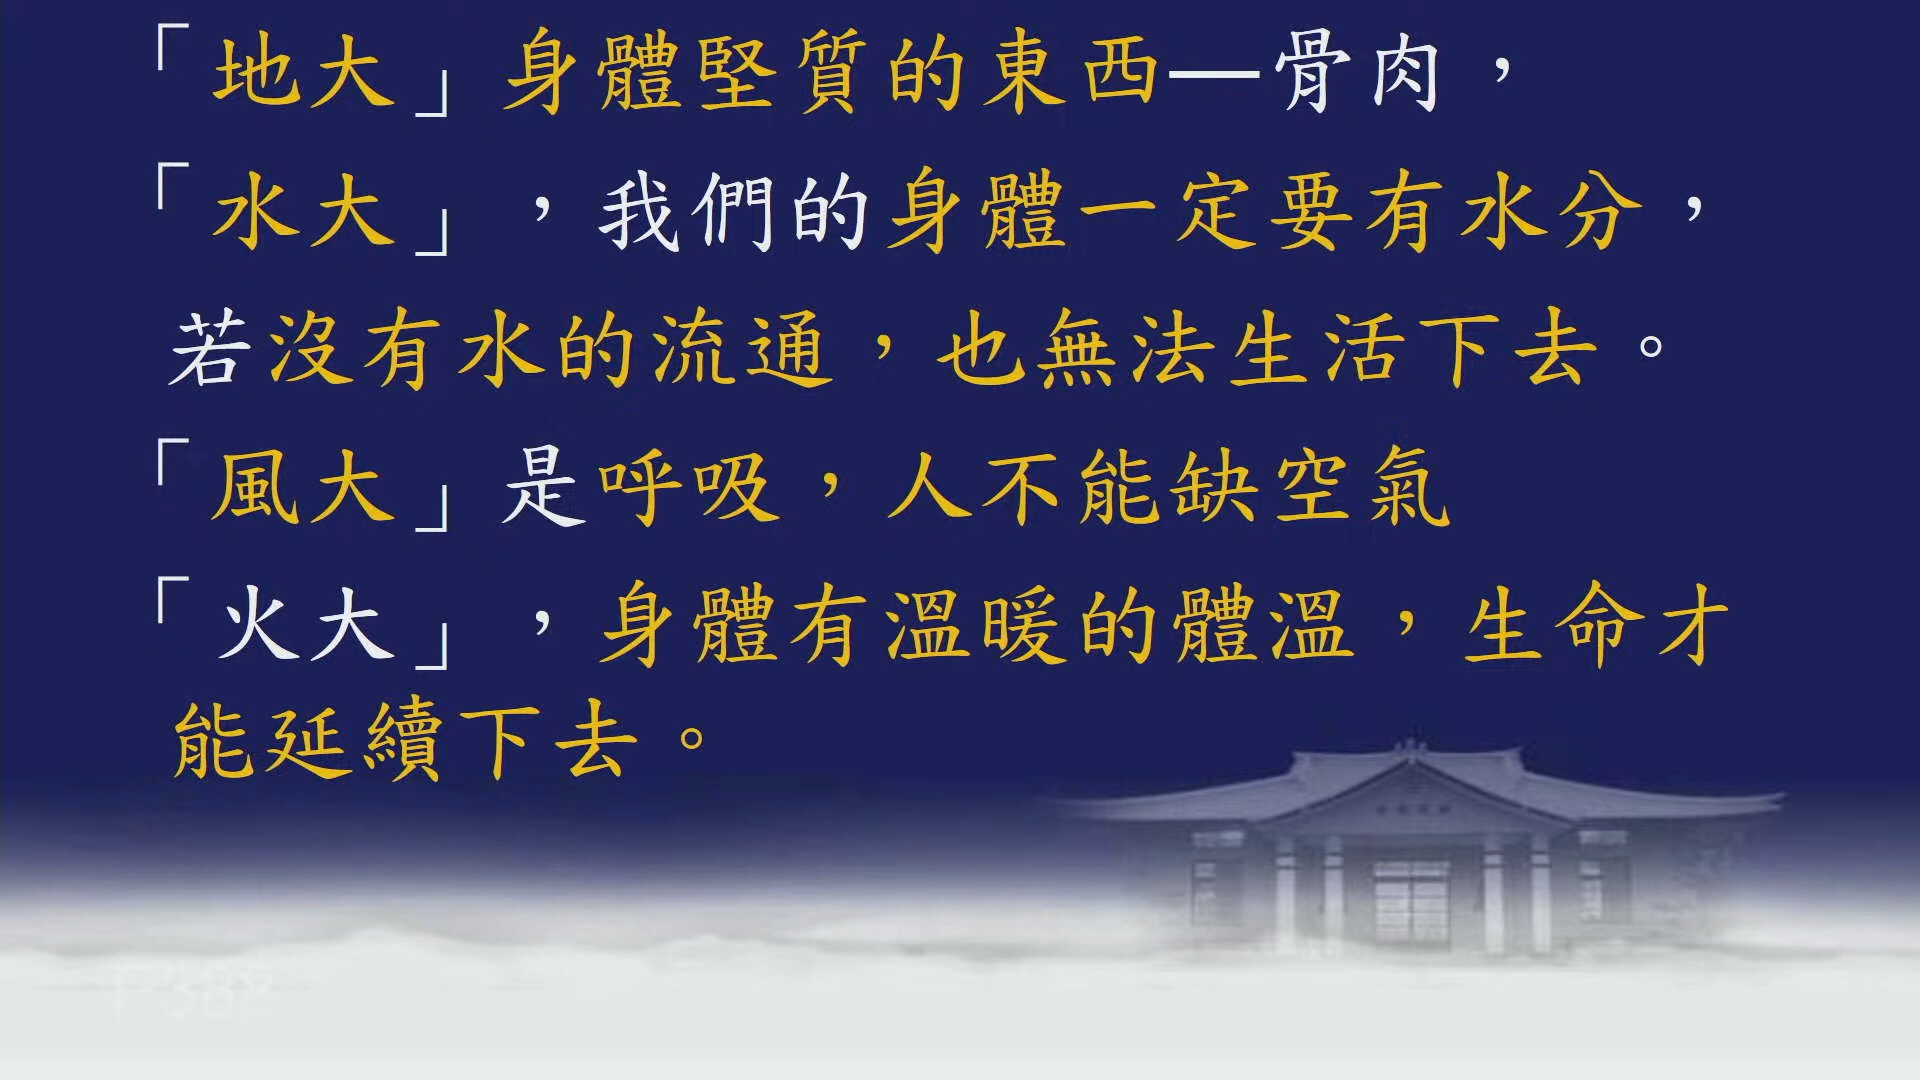 「地大」身體堅質的東西—骨肉，
「水大」，我們的身體一定要有水分，
若沒有水的流通，也無法生活下去。
「風大」是呼吸，人不能缺空氣
「火大」，身體有溫暖的體溫，生命才
能延續下去。